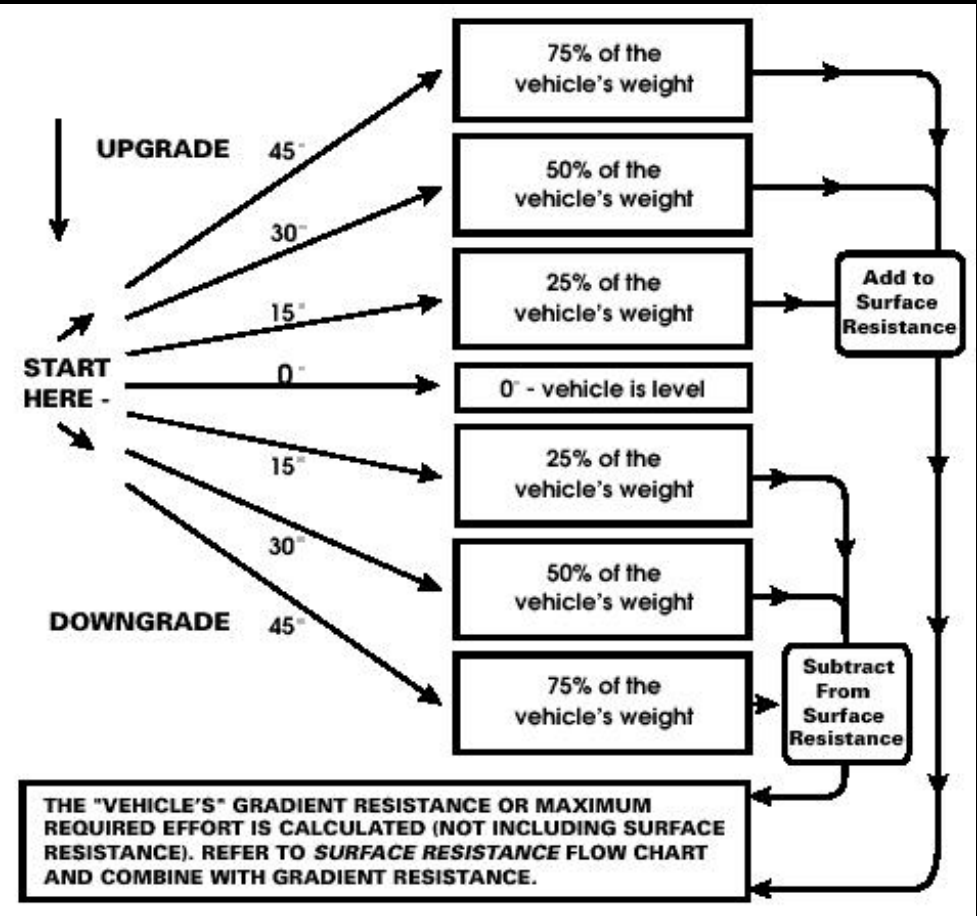 75% of the
vehicle's weight
UPGRADE
45°
50% of the
vehicle's weight
30°
25% of the
vehicle's weight
15°
Add to
Surface
Resistance
START
HERE -
0°
0° - vehicle is level
25% of the
vehicle's weight
15°
30°
50% of the
vehicle's weight
DOWNGRADE
45°
75% of the
vehicle's weight
Subtract
From
Surface
Resistance
THE "VEHICLE'S" GRADIENT RESISTANCE OR MAXIMUM
REQUIRED EFFORT IS CALCULATED (NOT INCLUDING SURFACE
RESISTANCE). REFER TO SURFACE RESISTANCE FLOW CHART
AND COMBINE WITH GRADIENT RESISTANCE.